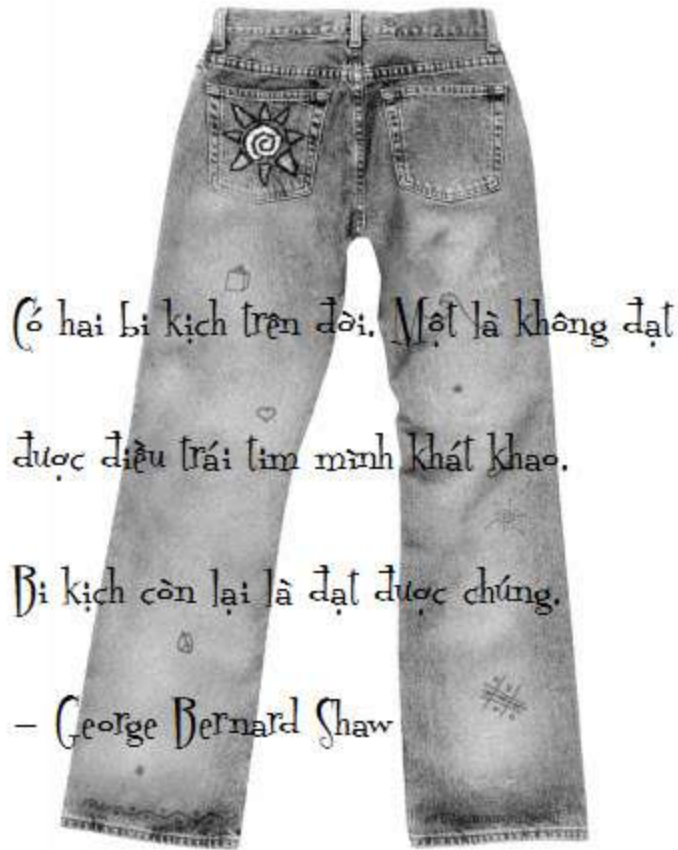 Có hai bi kịch trên đời. Một là không đạt
được điều trái tim mình khát khao.
Bi kịch còn lại là đạt được chúng.
– George Bernard Shaw